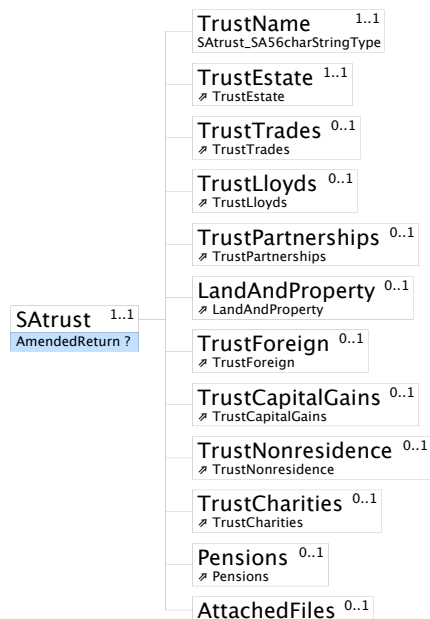 TrustName 1..1
SAtrust_SA56charStringType
TrustEstate 1..1
⇗ TrustEstate
TrustTrades 0..1
⇗ TrustTrades
TrustLloyds 0..1
⇗ TrustLloyds
TrustPartnerships 0..1
⇗ TrustPartnerships
LandAndProperty 0..1
⇗ LandAndProperty
SAtrust 1..1
AmendedReturn ?
TrustForeign 0..1
⇗ TrustForeign
TrustCapitalGains 0..1
⇗ TrustCapitalGains
TrustNonresidence 0..1
⇗ TrustNonresidence
TrustCharities 0..1
⇗ TrustCharities
Pensions 0..1
⇗ Pensions
AttachedFiles 0..1